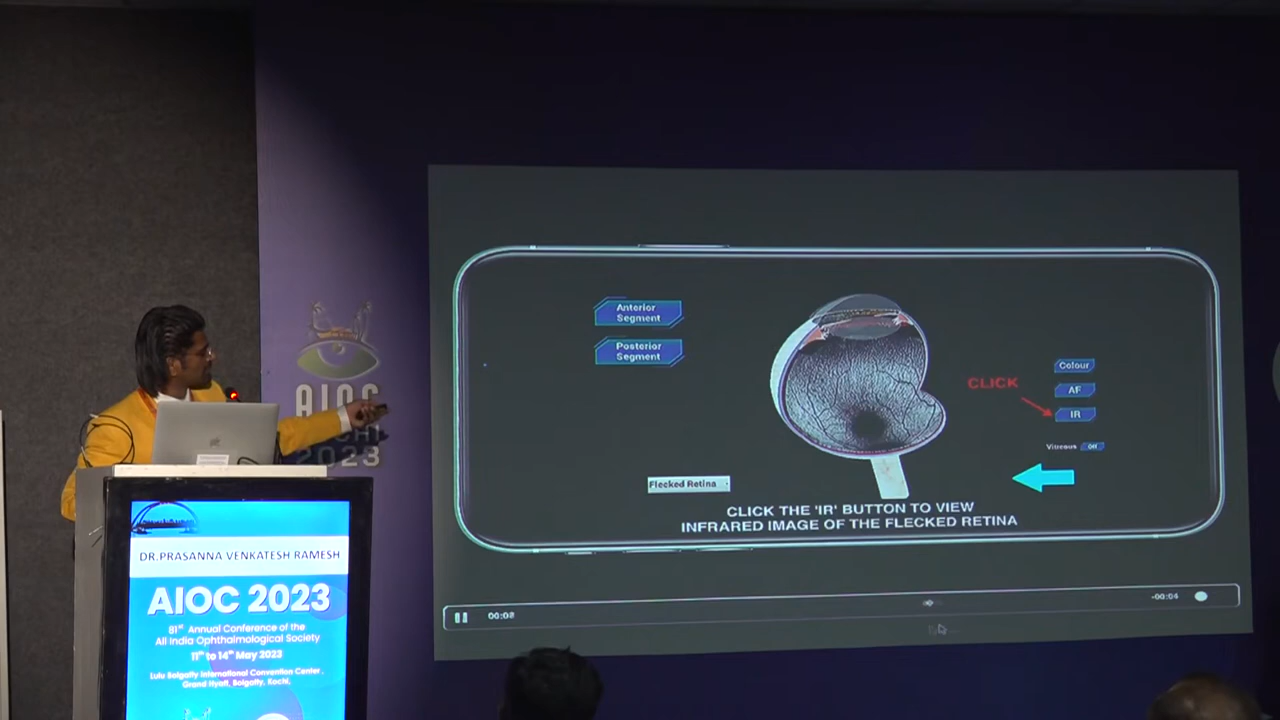 Anterior
Segment
Posterior
Segment
Colour
AF
IR
CLICK
Vitreous Off
Flecked Retina
CLICK THE 'IR' BUTTON TO VIEW
INFRARED IMAGE OF THE FLECKED RETINA
00:08
-00:04
AIOC
2023
DR.PRASANNA VENKATESH RAMESH
AIOC 2023
81st Annual Conference of the
All India Ophthalmological Society
11th to 14th May 2023
Lulu Bolgatty International Convention Center,
Grand Hyatt, Bolgatty, Kochi,